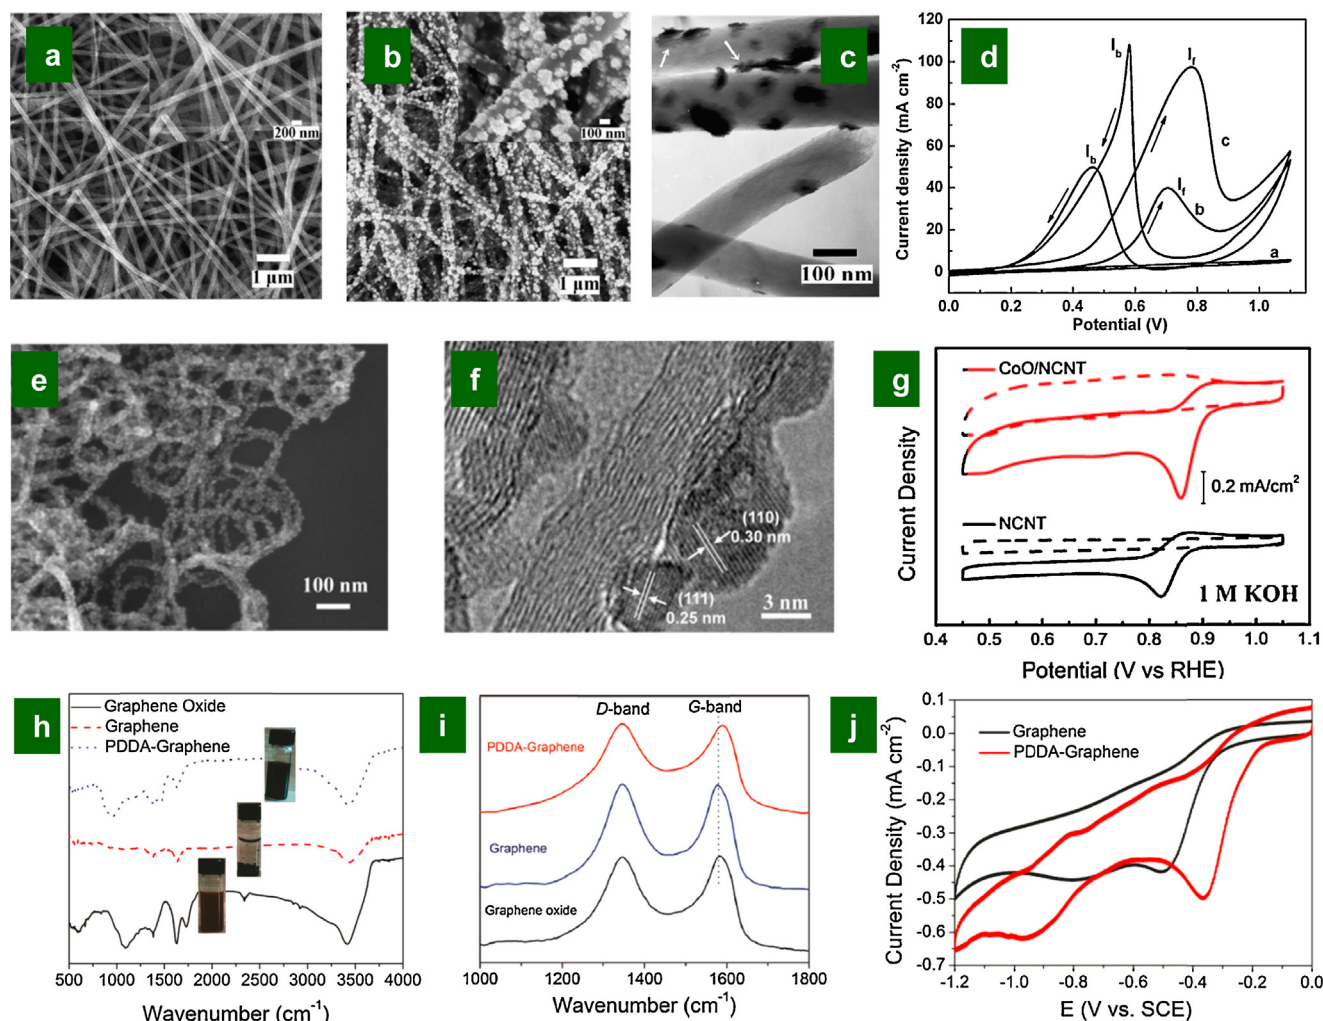 a
200 nm
1 µm
b
100 nm
1 µm
c
100 nm
d
Current density (mA cm-2)
120
100
80
60
40
20
0
Ib
If
c
Ib
If
b
a
0.0 0.2 0.4 0.6 0.8 1.0
Potential (V)
e
100 nm
f
(110)
0.30 nm
(111)
0.25 nm
3 nm
g
Current Density
CoO/NCNT
0.2 mA/cm2
NCNT
1 M KOH
0.4 0.5 0.6 0.7 0.8 0.9 1.0 1.1
Potential (V vs RHE)
h
Graphene Oxide
Graphene
PDDA-Graphene
500 1000 1500 2000 2500 3000 3500 4000
Wavenumber (cm-1)
i
D-band G-band
PDDA-Graphene
Graphene
Graphene oxide
1000 1200 1400 1600 1800
Wavenumber (cm-1)
j
Current Density (mA cm-2)
0.1
0.0
-0.1
-0.2
-0.3
-0.4
-0.5
-0.6
-0.7
Graphene
PDDA-Graphene
-1.2 -1.0 -0.8 -0.6 -0.4 -0.2 0.0
E (V vs. SCE)